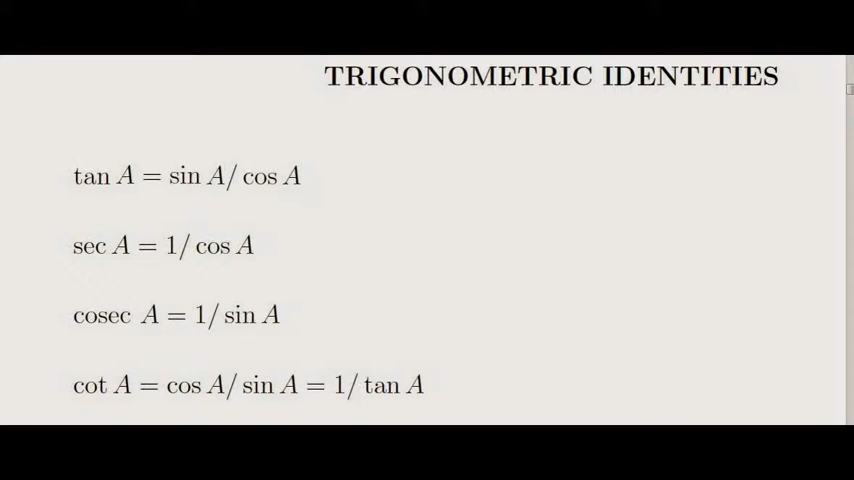 TRIGONOMETRIC IDENTITIES
tan A = sin A/ cos A
sec A = 1/ cos A
cosec A = 1/ sin A
cot A = cos A/ sin A = 1/ tan A